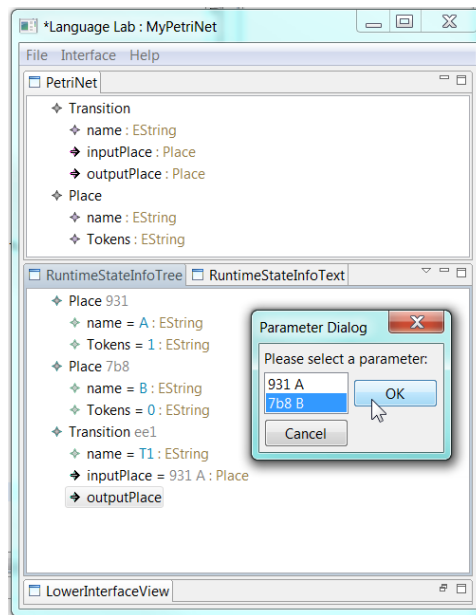 *Language Lab : MyPetriNet
File Interface Help
PetriNet
Transition
name : EString
inputPlace : Place
outputPlace : Place
Place
name : EString
Tokens : EString
RuntimeStateInfoTree RuntimeStateInfoText
Place 931
name = A : EString
Tokens = 1 : EString
Place 7b8
name = B : EString
Tokens = 0 : EString
Transition ee1
name = T1 : EString
inputPlace = 931 A : Place
outputPlace
Parameter Dialog
Please select a parameter:
931 A
7b8 B
OK
Cancel
LowerInterfaceView